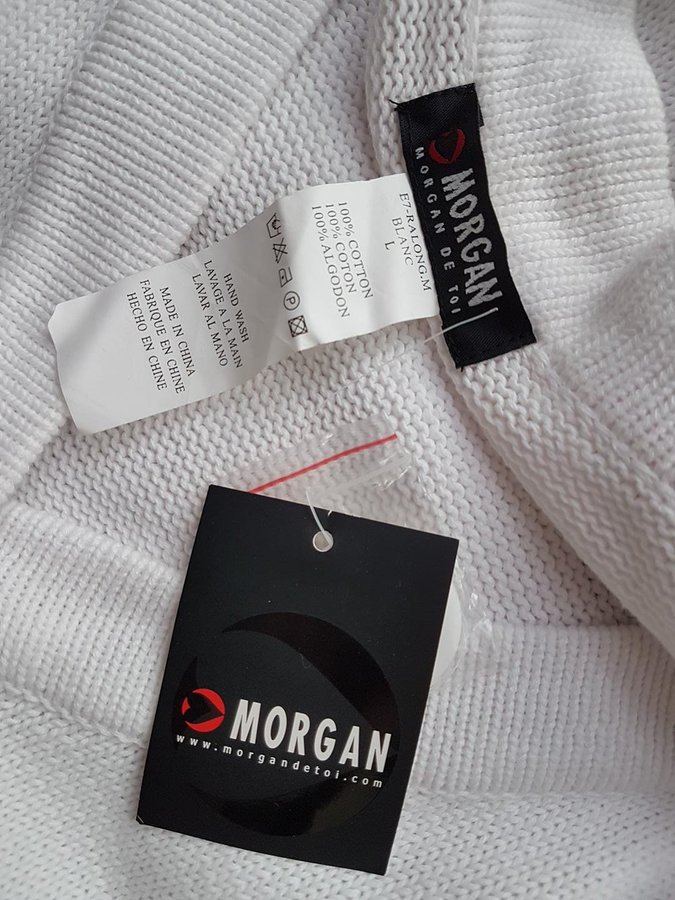 MORGAN
MORGAN DE TOI
E7-RALONG.M
BLANC
L
100% COTTON
100% COTON
100% ALGODON
P
HAND WASH
LAVAGE A LA MAIN
LAVAR AL MANO
MADE IN CHINA
FABRIQUE EN CHINE
HECHO EN CHINE
MORGAN
www.morgandetoi.com